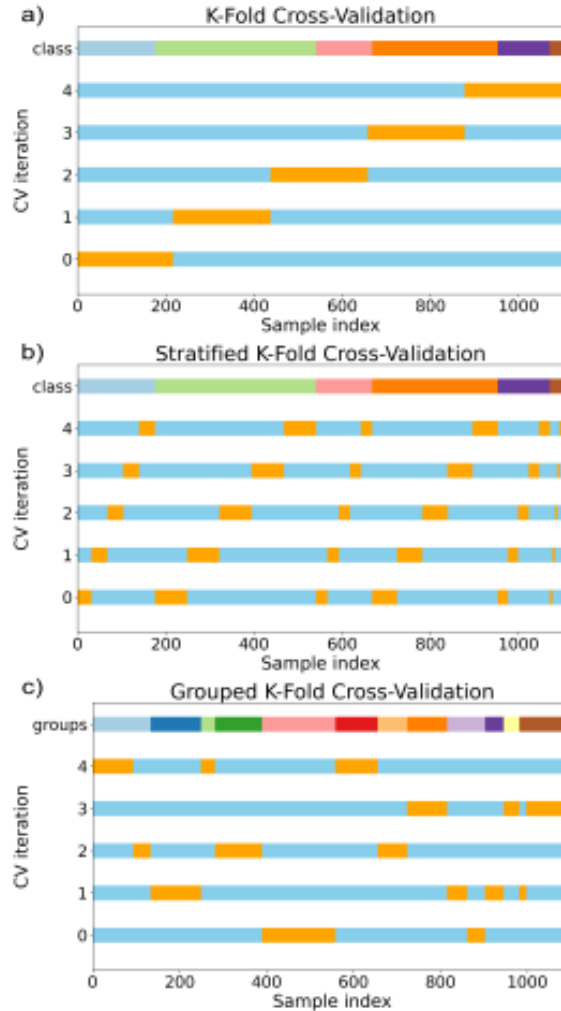 a)
K-Fold Cross-Validation
class
4
3
2
1
0
CV iteration
0 200 400 600 800 1000
Sample index
b)
Stratified K-Fold Cross-Validation
class
4
3
2
1
0
CV iteration
0 200 400 600 800 1000
Sample index
c)
Grouped K-Fold Cross-Validation
groups
4
3
2
1
0
CV iteration
0 200 400 600 800 1000
Sample index